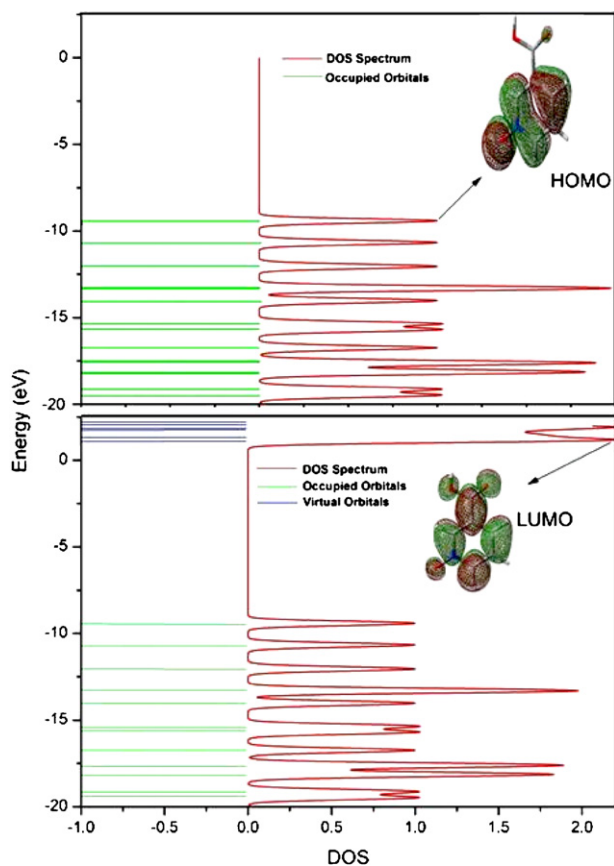 0
DOS Spectrum
Occupied Orbitals
-5
HOMO
-10
-15
-20
Energy (eV)
0
DOS Spectrum
Occupied Orbitals
Virtual Orbitals
LUMO
-5
-10
-15
-20
-1.0 -0.5 0.0 0.5 1.0 1.5 2.0
DOS